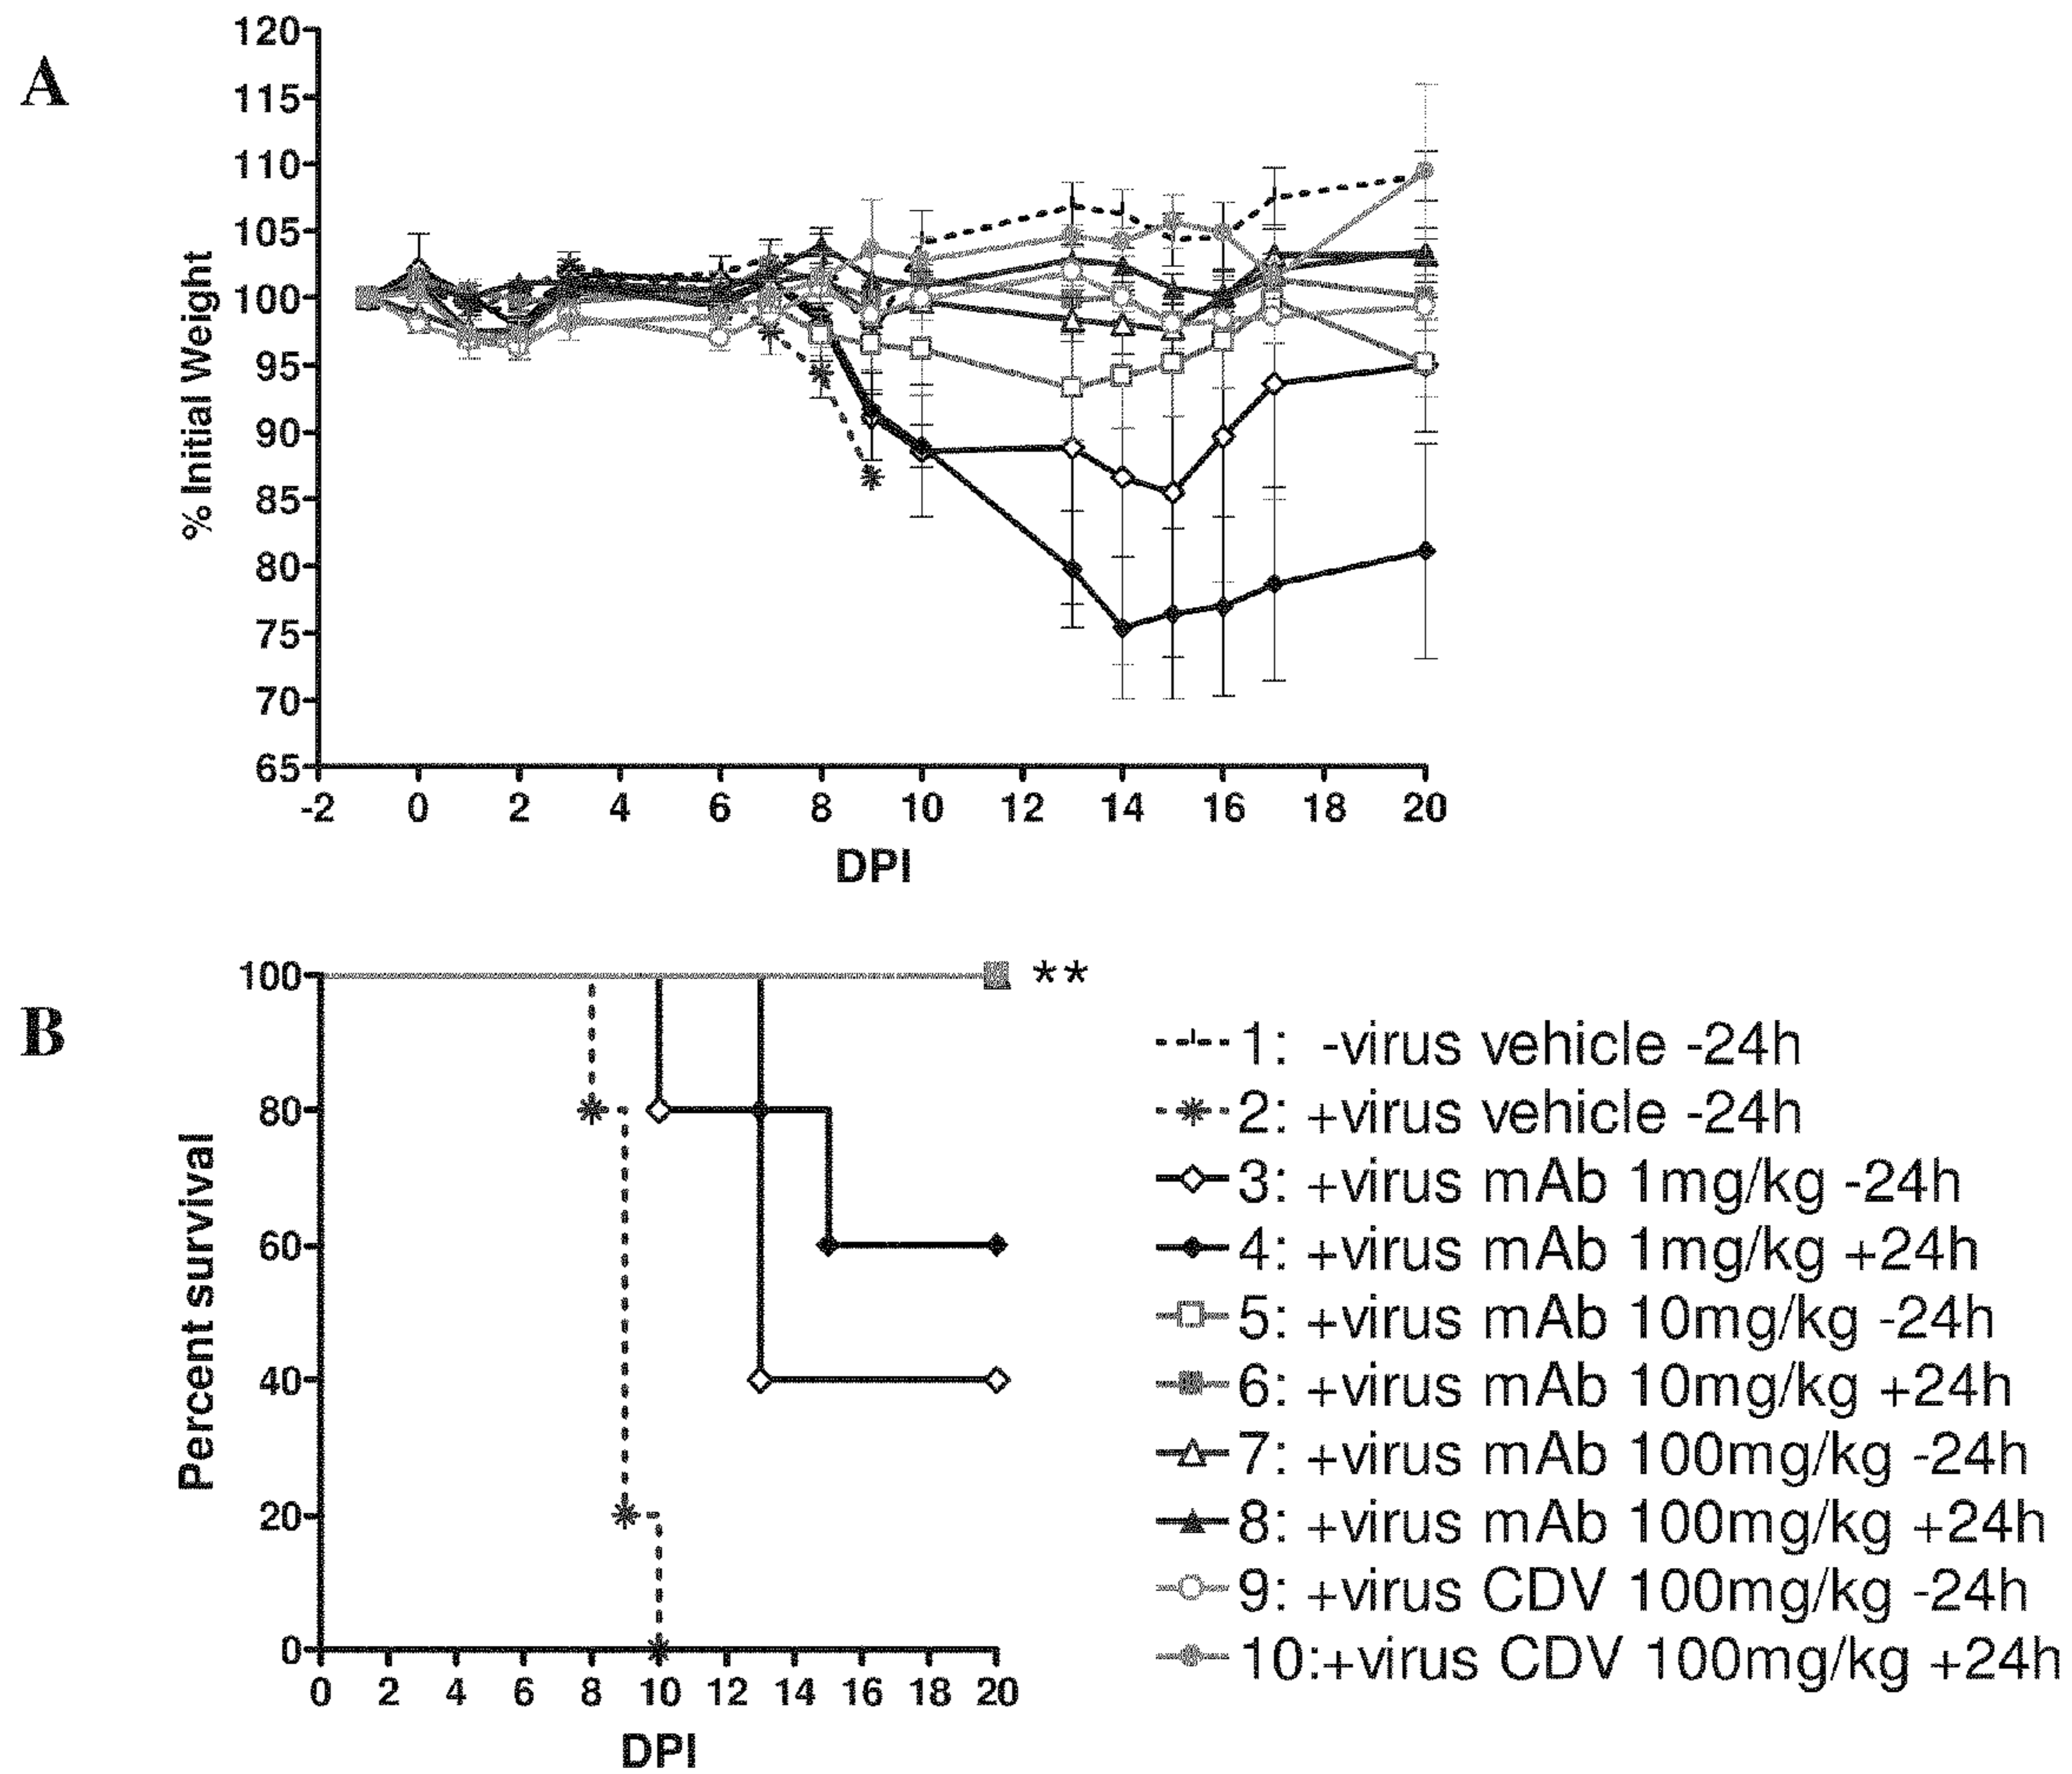 A
120
115
110
105
100
95
90
85
80
75
70
65
% Initial Weight
-2 0 2 4 6 8 10 12 14 16 18 20
DPI
B
100
80
60
40
20
0
Percent survival
**
0 2 4 6 8 10 12 14 16 18 20
DPI
1: -virus vehicle -24h
2: +virus vehicle -24h
3: +virus mAb 1mg/kg -24h
4: +virus mAb 1mg/kg +24h
5: +virus mAb 10mg/kg -24h
6: +virus mAb 10mg/kg +24h
7: +virus mAb 100mg/kg -24h
8: +virus mAb 100mg/kg +24h
9: +virus CDV 100mg/kg -24h
10:+virus CDV 100mg/kg +24h